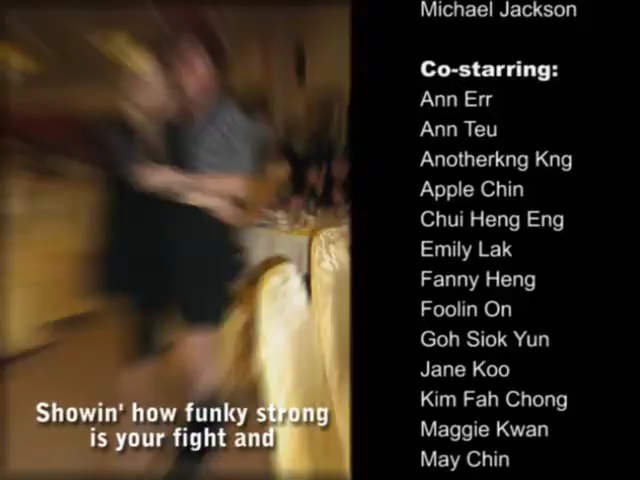 Michael Jackson
Co-starring:
Ann Err
Ann Teu
Anotherkng Kng
Apple Chin
Chui Heng Eng
Emily Lak
Fanny Heng
Foolin On
Goh Siok Yun
Jane Koo
Kim Fah Chong
Maggie Kwan
May Chin
Showin' how funky strong
is your fight and